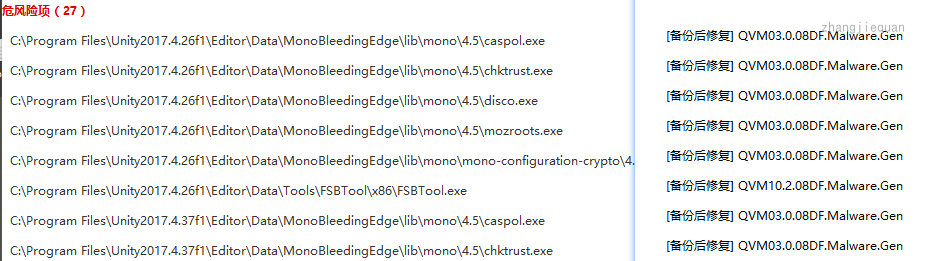 危风险项（27）
zhangjiequan
C:\Program Files\Unity2017.4.26f1\Editor\Data\MonoBleedingEdge\lib\mono\4.5\caspol.exe [备份后修复] QVM03.0.08DF.Malware.Gen
C:\Program Files\Unity2017.4.26f1\Editor\Data\MonoBleedingEdge\lib\mono\4.5\chktrust.exe [备份后修复] QVM03.0.08DF.Malware.Gen
C:\Program Files\Unity2017.4.26f1\Editor\Data\MonoBleedingEdge\lib\mono\4.5\disco.exe [备份后修复] QVM03.0.08DF.Malware.Gen
C:\Program Files\Unity2017.4.26f1\Editor\Data\MonoBleedingEdge\lib\mono\4.5\mozroots.exe [备份后修复] QVM03.0.08DF.Malware.Gen
C:\Program Files\Unity2017.4.26f1\Editor\Data\MonoBleedingEdge\lib\mono\mono-configuration-crypto\4. [备份后修复] QVM03.0.08DF.Malware.Gen
C:\Program Files\Unity2017.4.26f1\Editor\Data\Tools\FSBTool\x86\FSBTool.exe [备份后修复] QVM10.2.08DF.Malware.Gen
C:\Program Files\Unity2017.4.37f1\Editor\Data\MonoBleedingEdge\lib\mono\4.5\caspol.exe [备份后修复] QVM03.0.08DF.Malware.Gen
C:\Program Files\Unity2017.4.37f1\Editor\Data\MonoBleedingEdge\lib\mono\4.5\chktrust.exe [备份后修复] QVM03.0.08DF.Malware.Gen